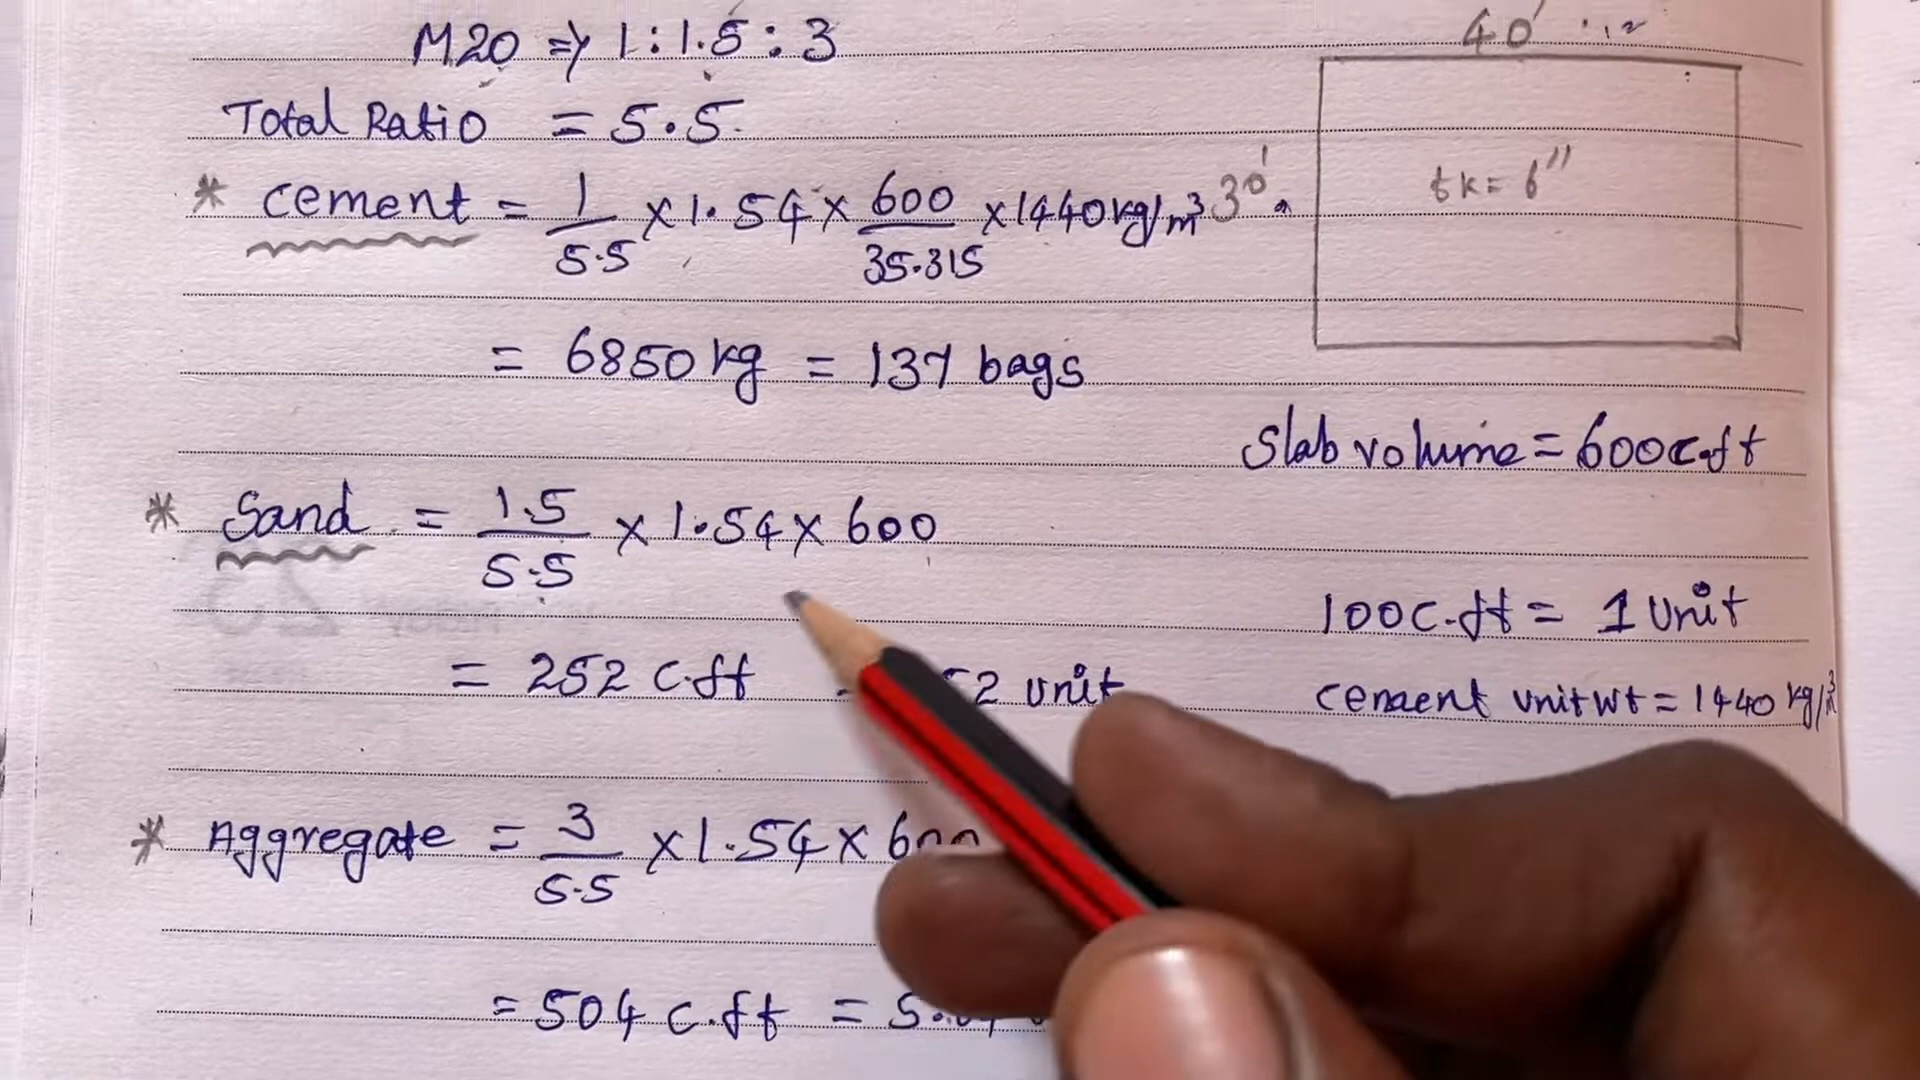 M20 => 1:1.5:3
Total Ratio = 5.5
* Cement = 1/5.5 × 1.54 × 600/35.315 × 1440 kg/m³
= 6850 kg = 137 bags
* Sand = 1.5/5.5 × 1.54 × 600
= 252 C.ft unit
* Aggregate = 3/5.5 × 1.54 × 600
= 504 C.ft =
40'
30'
tk = 6"
Slab volume = 600 c.ft
100 C.ft = 1 Unit
Cement unit wt = 1440 kg/m³